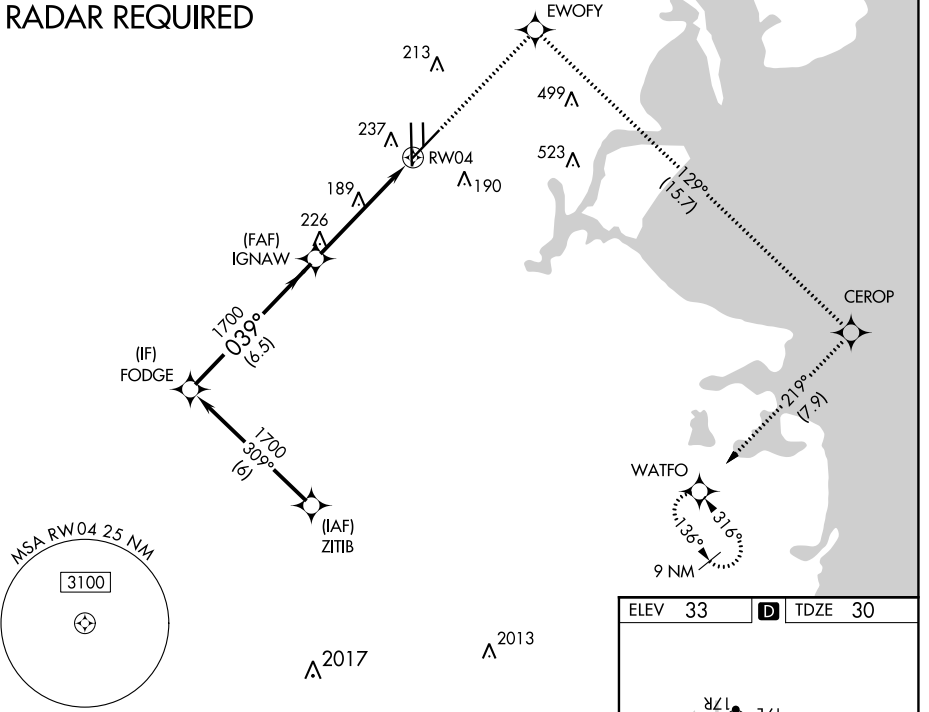 RADAR REQUIRED
EWOFY
213
499
237
RW04
523
190
189
129°
(15.7)
226
(FAF)
IGNAW
CEROP
1700
039°
(6.5)
(IF)
FODGE
219°
(7.9)
1700
309°
(6)
WATFO
(IAF)
ZITIB
136°
316°
9 NM
MSA RW04 25 NM
3100
ELEV 33 D TDZE 30
2017
2013
17R